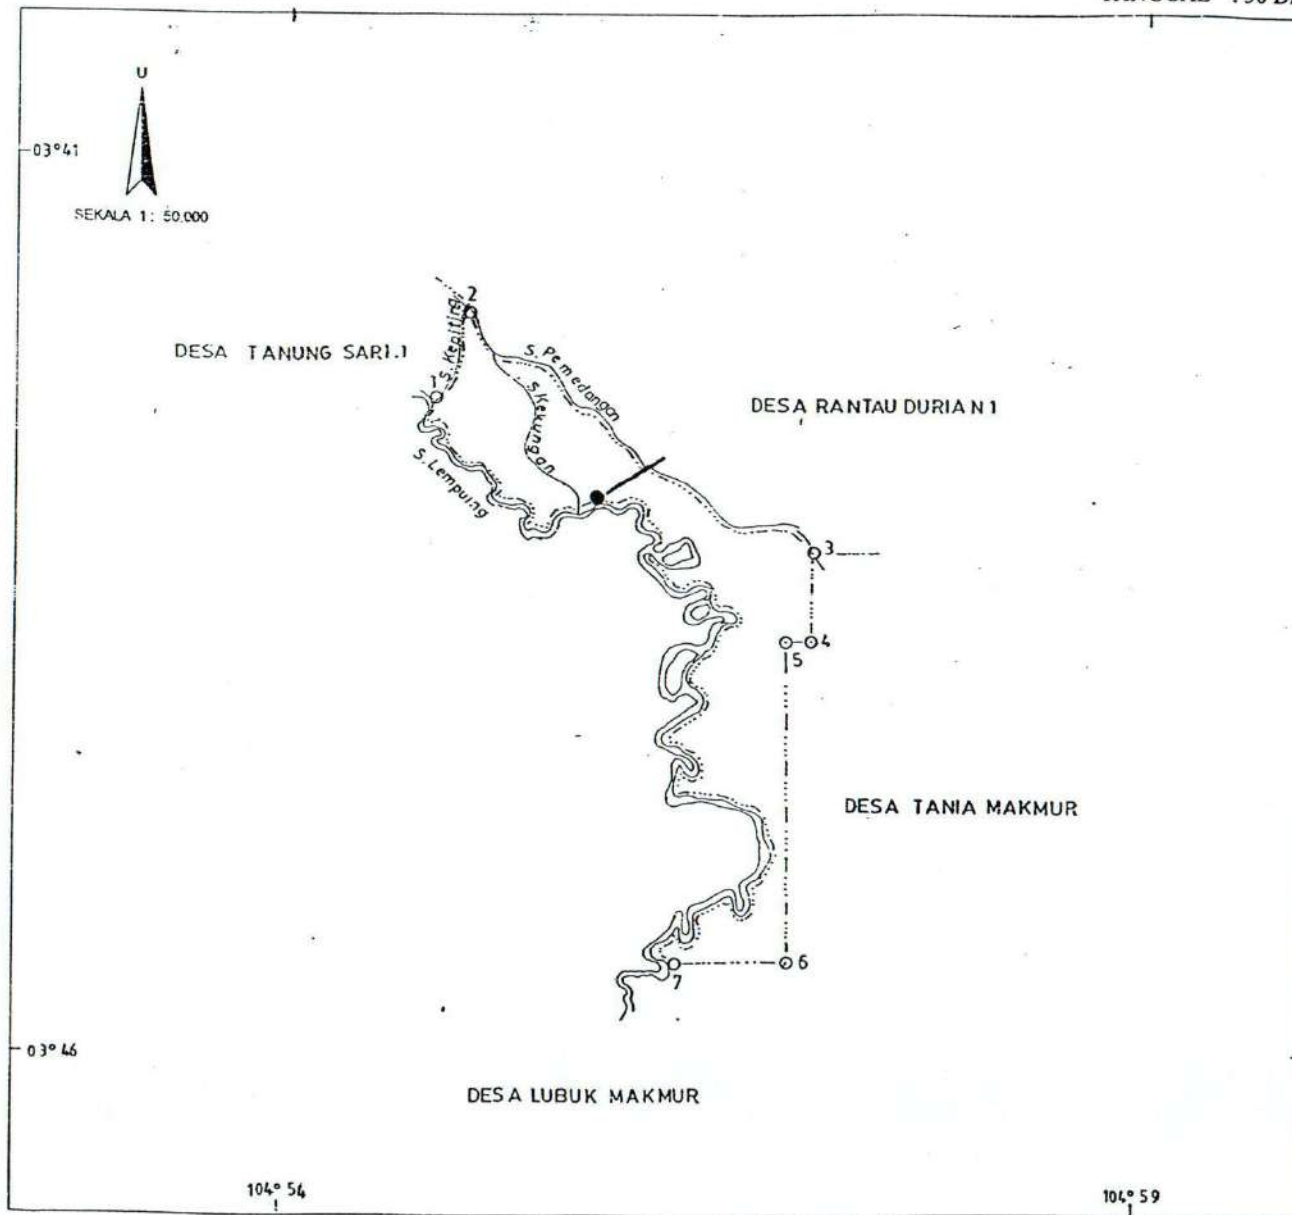 U
03°41
SEKALA 1 : 50.000
2
S. Kepiting
DESA TANUNG SARI.1
S. Pemedangan
1
DESA RANTAU DURIAN 1
S. Kekungan
S. Lempuing
3
4
5
DESA TANIA MAKMUR
6
7
03°46
DESA LUBUK MAKMUR
104°54
104°59